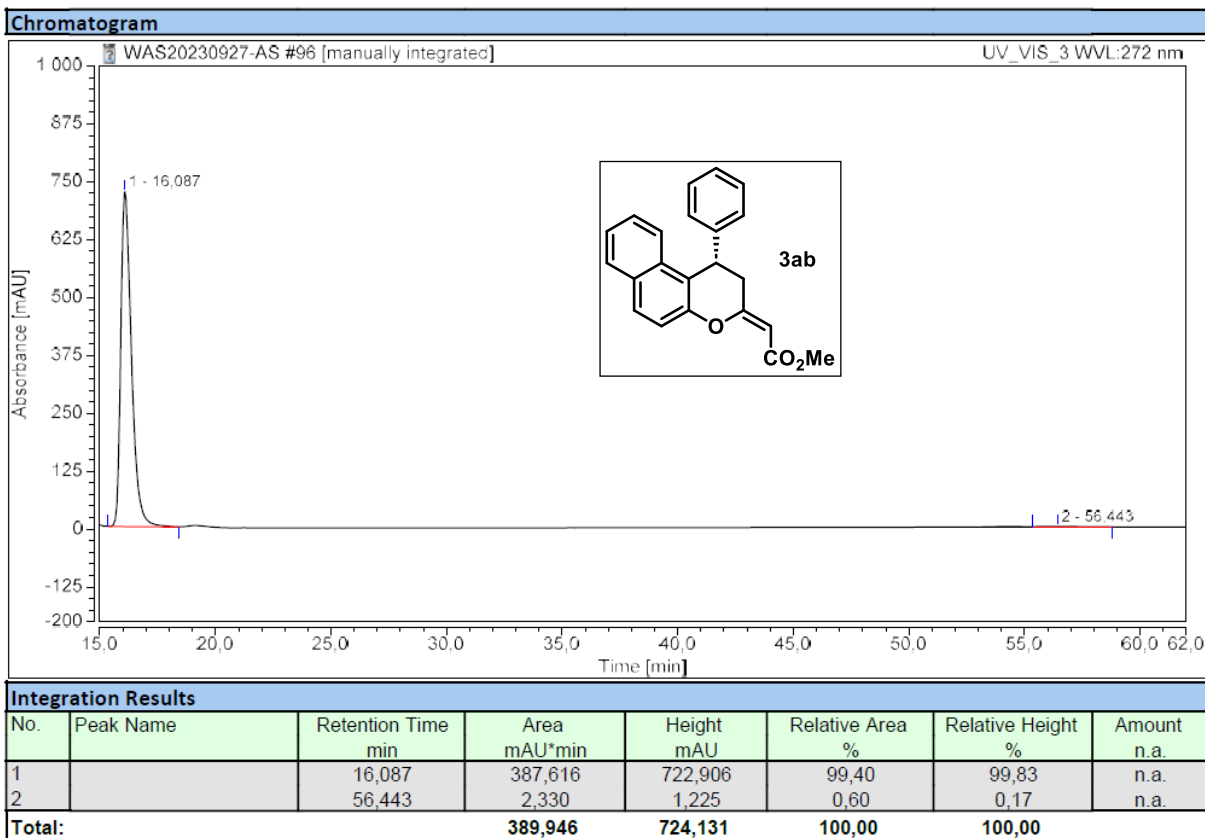 Chromatogram
WAS20230927-AS #96 [manually integrated]
UV_VIS_3 WVL:272 nm
1 000
875
750
625
500
375
250
125
0
-125
-200
Absorbance [mAU]
1 - 16,087
3ab
O
CO2Me
2 - 56,443
15,0 20,0 25,0 30,0 35,0 40,0 45,0 50,0 55,0 60,0 62,0
Time [min]
Integration Results
No. Peak Name Retention Time Area Height Relative Area Relative Height Amount
min mAU*min mAU % % n.a.
1 16,087 387,616 722,906 99,40 99,83 n.a.
2 56,443 2,330 1,225 0,60 0,17 n.a.
Total: 389,946 724,131 100,00 100,00